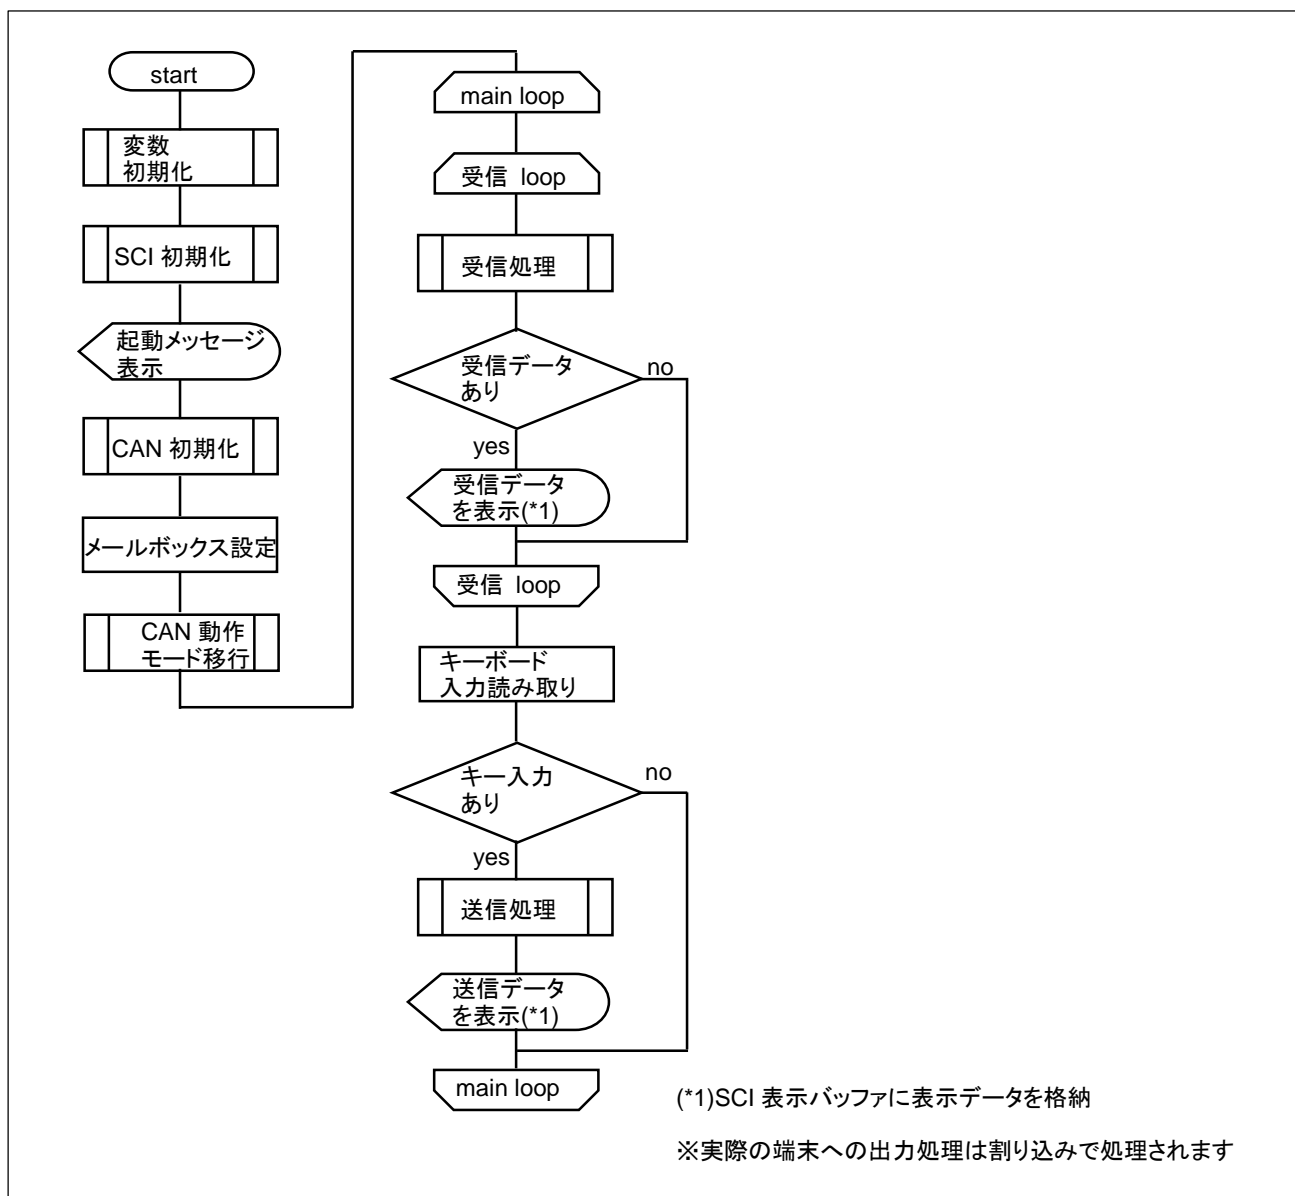 start
変数
初期化
SCI 初期化
起動メッセージ
表示
CAN 初期化
メールボックス設定
CAN 動作
モード移行
main loop
受信 loop
受信処理
受信データ
あり
no
yes
受信データ
を表示(*1)
受信 loop
キーボード
入力読み取り
キー入力
あり
no
yes
送信処理
送信データ
を表示(*1)
main loop
(*1)SCI 表示バッファに表示データを格納
※実際の端末への出力処理は割り込みで処理されます